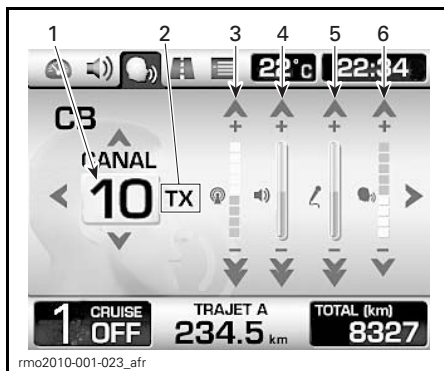 1 2 3 4 5 6
22°c 22:34
CB
CANAL
10 TX
+ + + +
− − − −
1 CRUISE OFF
TRAJET A
234.5 km
TOTAL (km)
8327
rmo2010-001-023_afr